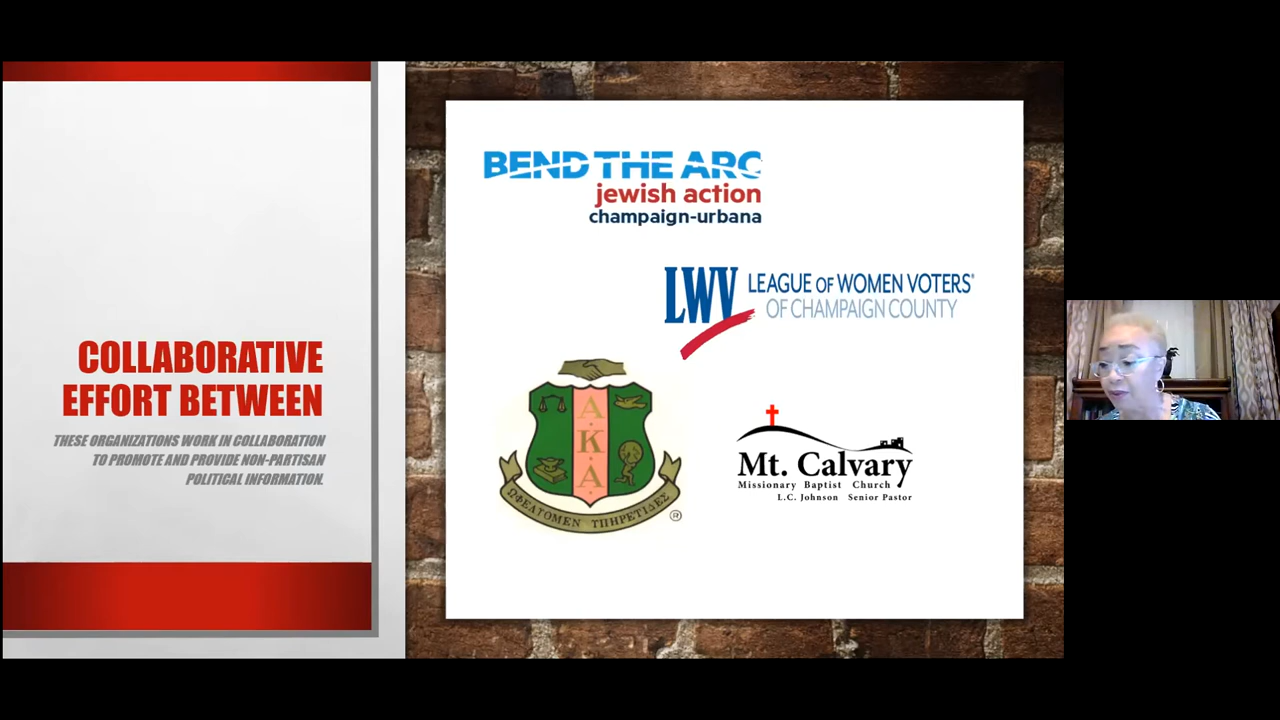 COLLABORATIVE
EFFORT BETWEEN
THESE ORGANIZATIONS WORK IN COLLABORATION
TO PROMOTE AND PROVIDE NON-PARTISAN
POLITICAL INFORMATION.
BEND THE ARC
jewish action
champaign-urbana
LWV LEAGUE OF WOMEN VOTERS®
OF CHAMPAIGN COUNTY
Α·Κ·Α·
ΩΦΕΛΤΟΜΕΝ ΤΠΗΡΕΤΙΔΕΣ
®
Mt. Calvary
Missionary Baptist Church
L.C. Johnson Senior Pastor